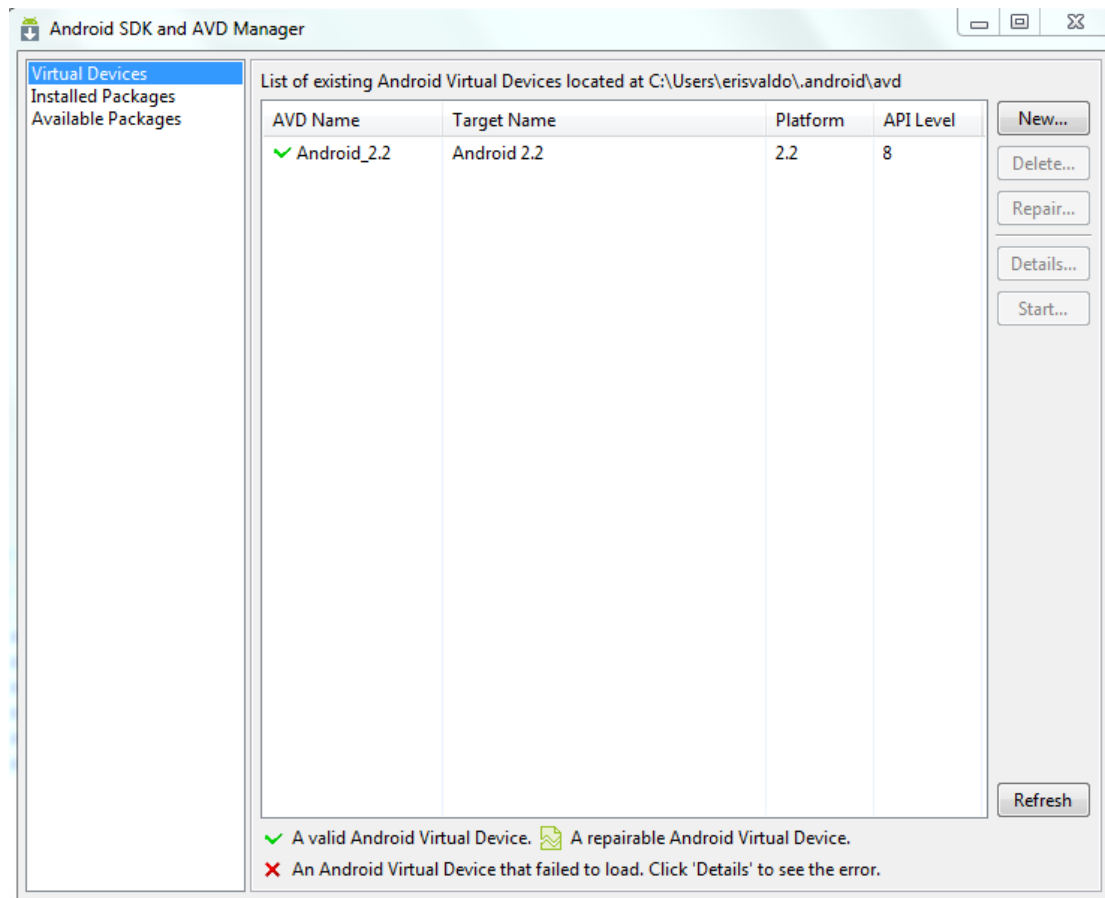 Android SDK and AVD Manager
Virtual Devices
Installed Packages
Available Packages
List of existing Android Virtual Devices located at C:\Users\erisvaldo\.android\avd
AVD Name Target Name Platform API Level
Android_2.2 Android 2.2 2.2 8
New...
Delete...
Repair...
Details...
Start...
Refresh
A valid Android Virtual Device. A repairable Android Virtual Device.
An Android Virtual Device that failed to load. Click 'Details' to see the error.